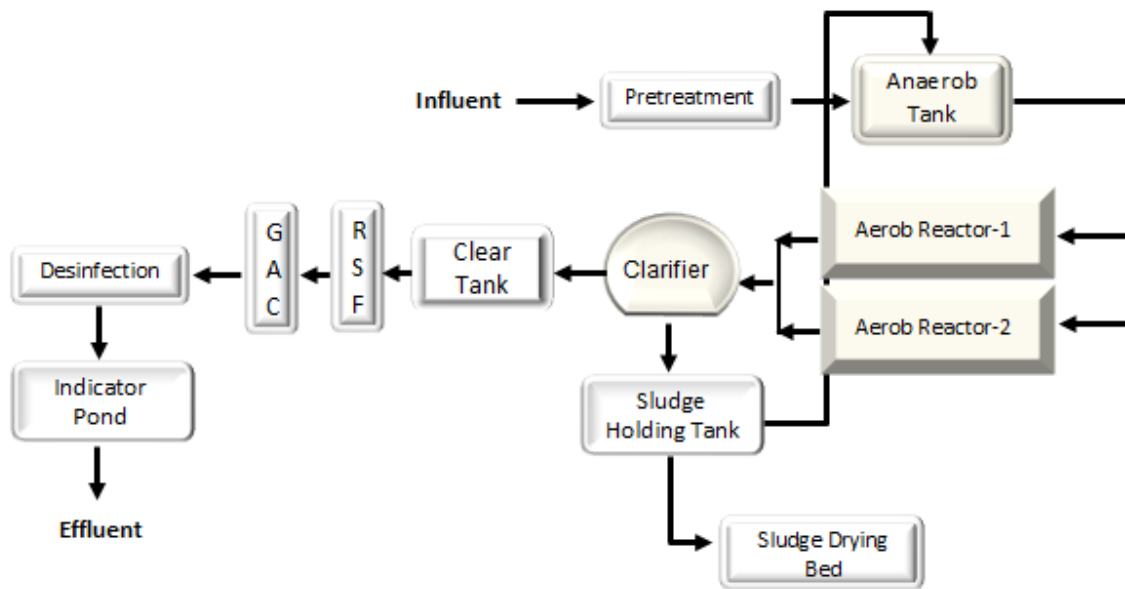 Influent
Pretreatment
Anaerob
Tank
Aerob Reactor-1
Aerob Reactor-2
Clarifier
Clear
Tank
R
S
F
G
A
C
Desinfection
Indicator
Pond
Effluent
Sludge
Holding Tank
Sludge Drying
Bed